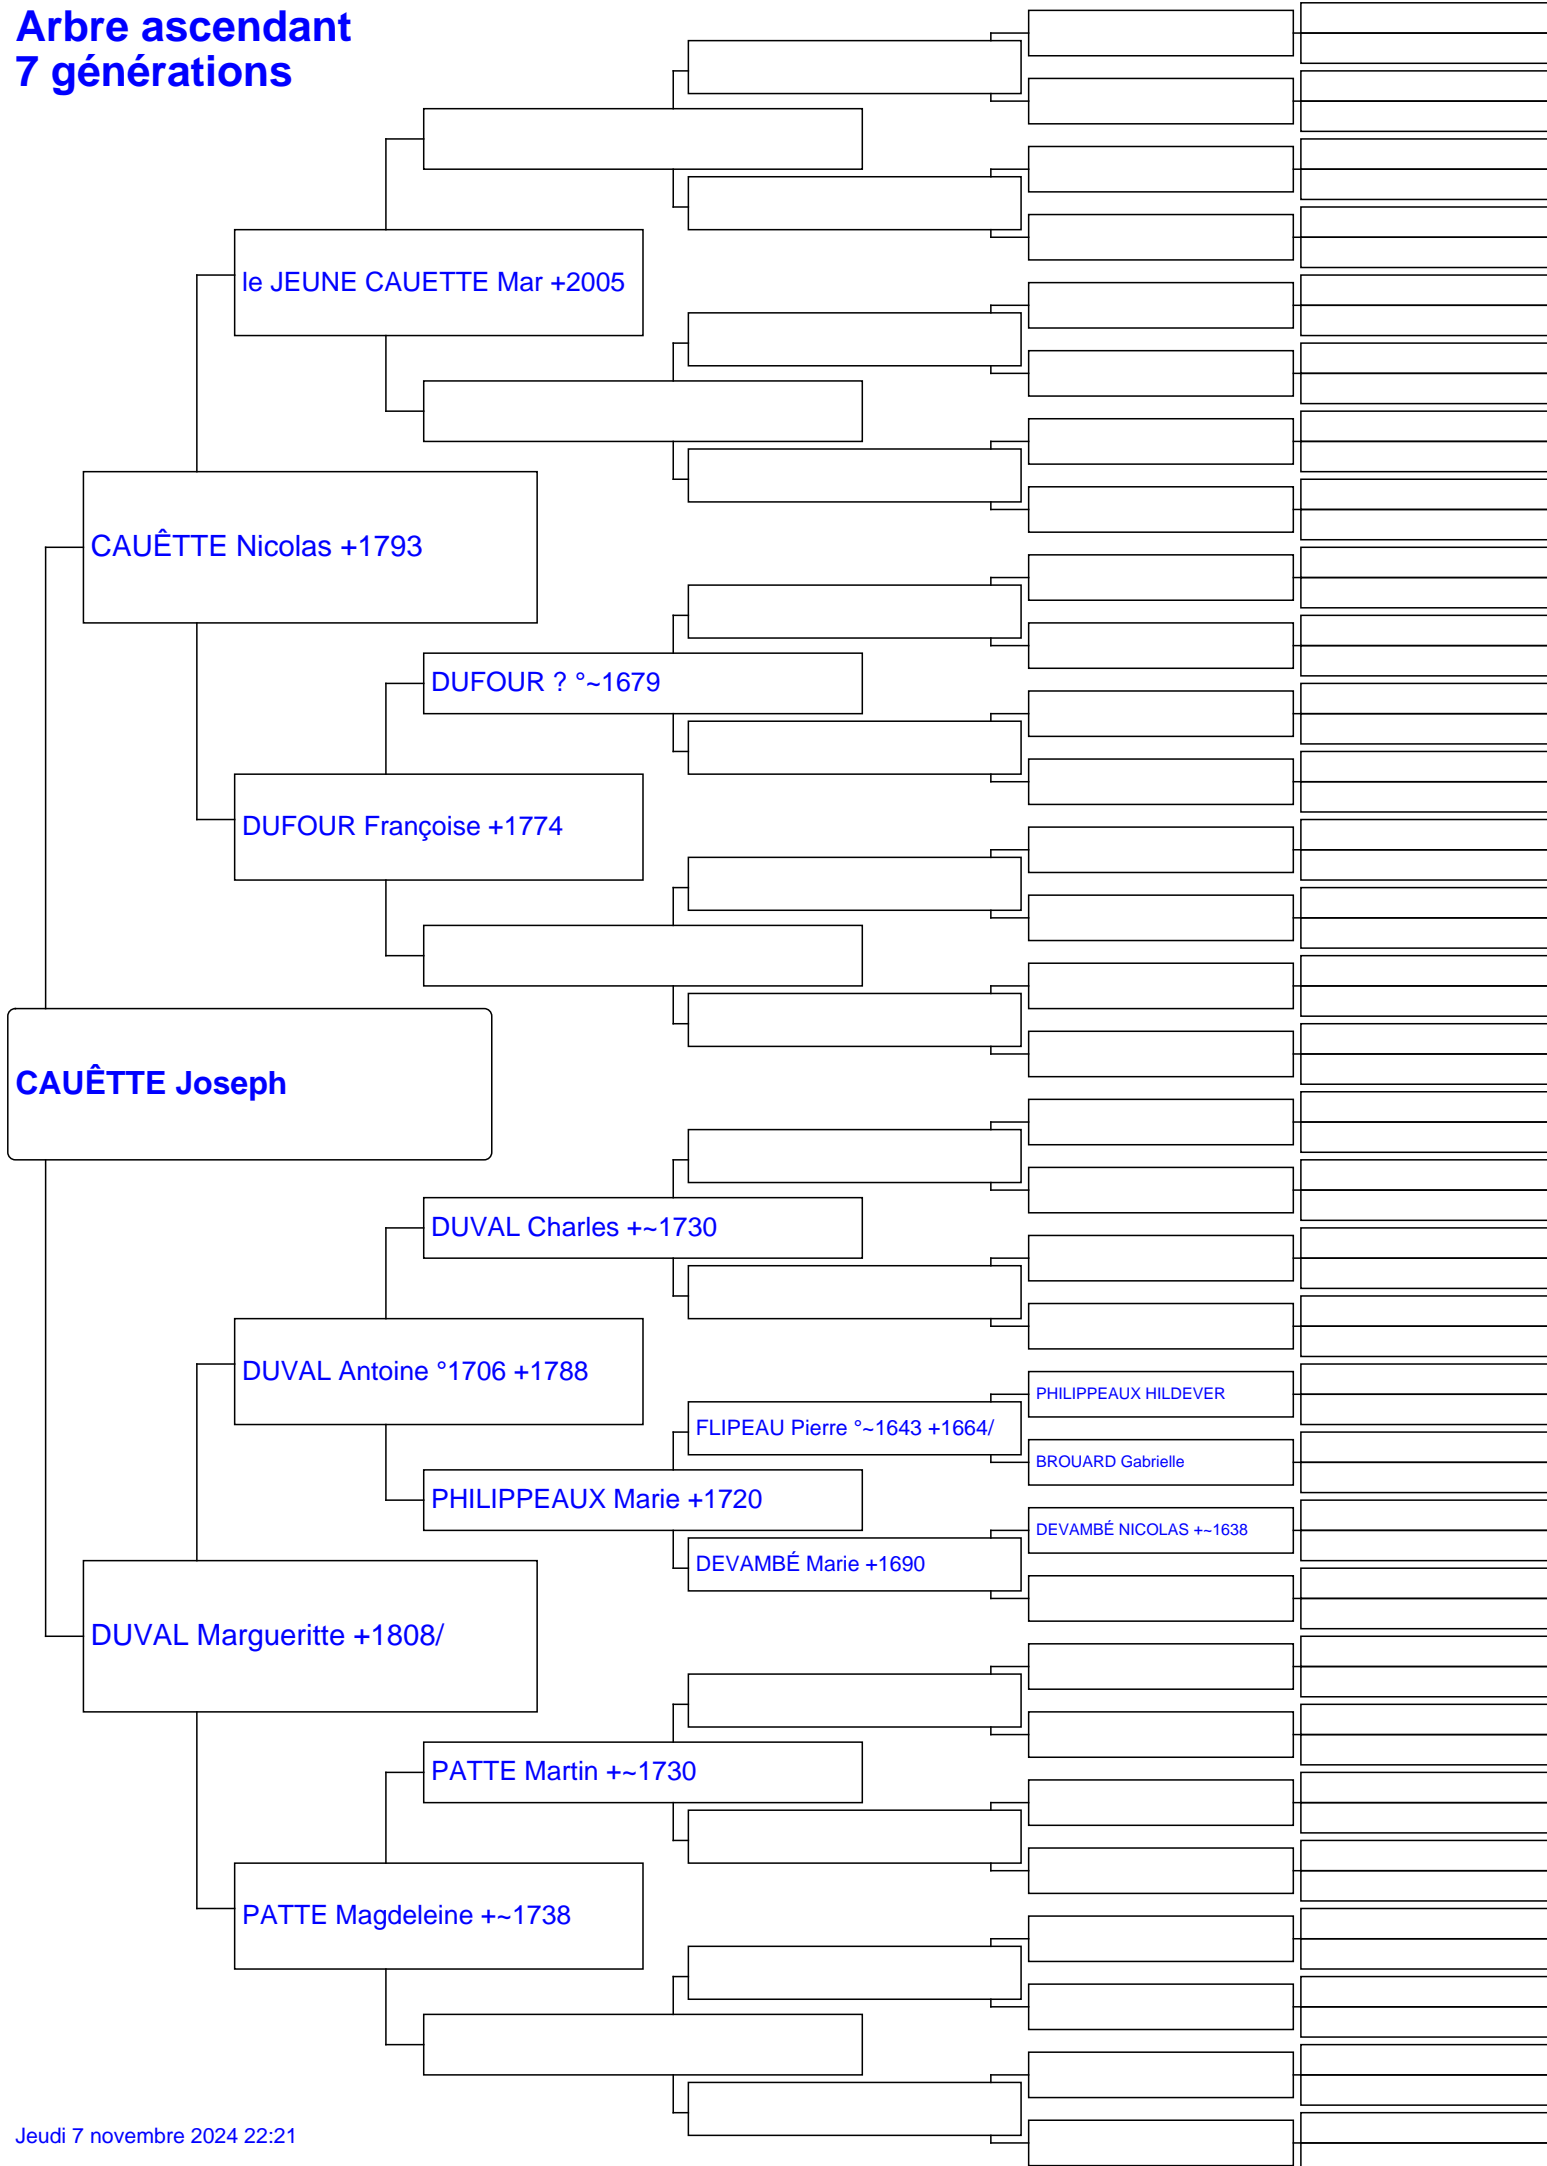 Arbre ascendant
7 générations
le JEUNE CAUETTE Mar +2005
CAUÊTTE Nicolas +1793
DUFOUR ? °~1679
DUFOUR Françoise +1774
CAUÊTTE Joseph
DUVAL Charles +~1730
DUVAL Antoine °1706 +1788
PHILIPPEAUX HILDEVER
FLIPEAU Pierre °~1643 +1664/
BROUARD Gabrielle
PHILIPPEAUX Marie +1720
DEVAMBÉ NICOLAS +~1638
DEVAMBÉ Marie +1690
DUVAL Margueritte +1808/
PATTE Martin +~1730
PATTE Magdeleine +~1738
Jeudi 7 novembre 2024 22:21